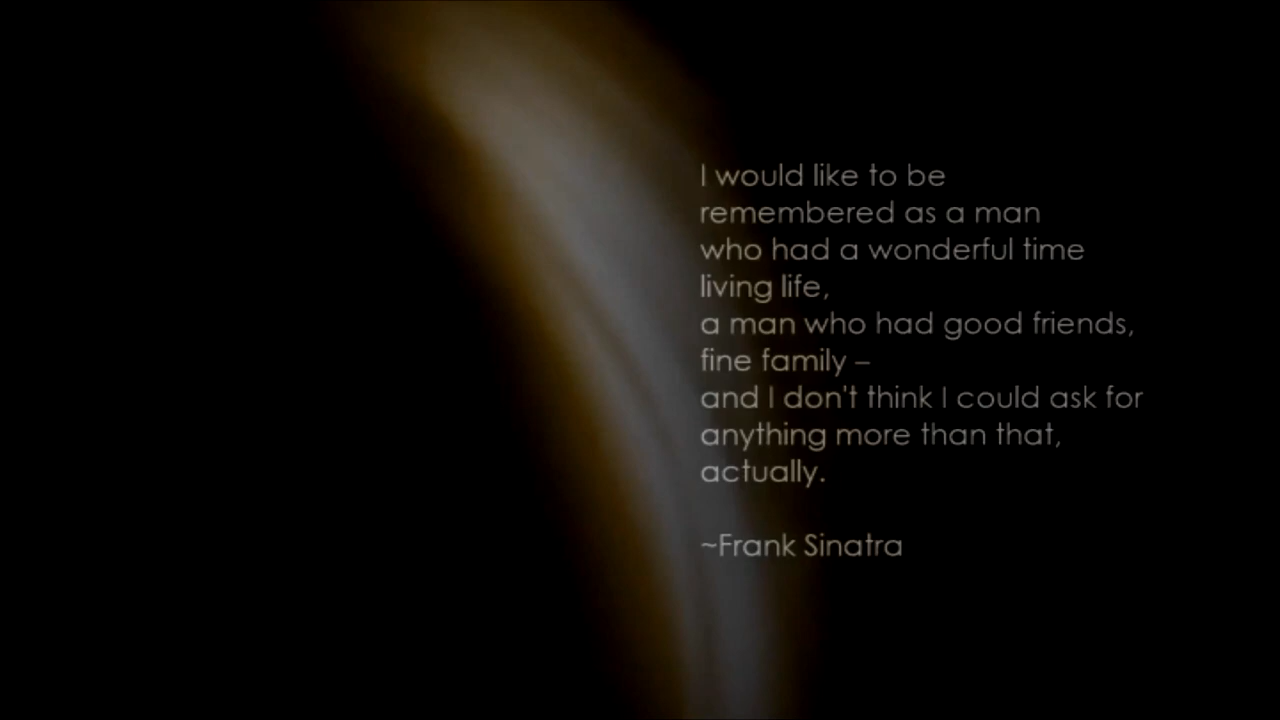 I would like to be
remembered as a man
who had a wonderful time
living life,
a man who had good friends,
fine family –
and I don't think I could ask for
anything more than that,
actually.
~Frank Sinatra